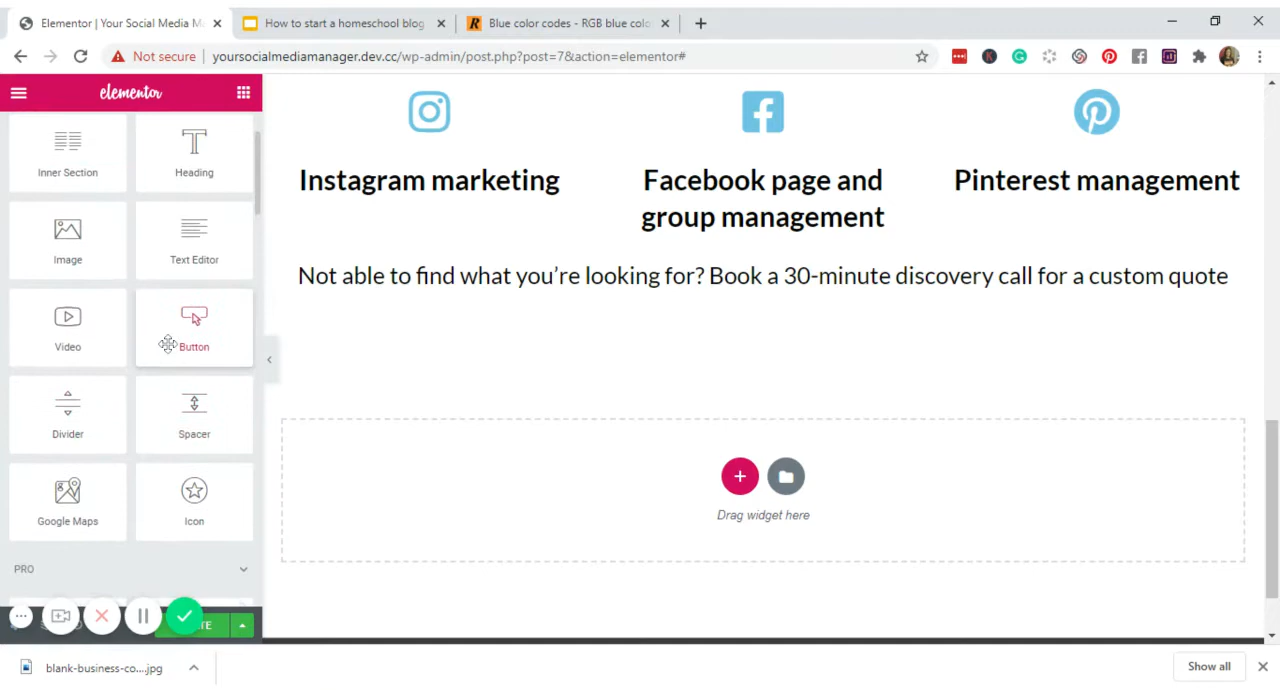 Elementor | Your Social Media M
How to start a homeschool blog
Blue color codes - RGB blue colo
Not secure
yoursocialmediamanager.dev.cc/wp-admin/post.php?post=7&action=elementor#
elementor
Inner Section
Heading
Image
Text Editor
Video
Button
Divider
Spacer
Google Maps
Icon
PRO
Instagram marketing
Facebook page and
group management
Pinterest management
Not able to find what you’re looking for? Book a 30-minute discovery call for a custom quote
Drag widget here
blank-business-co....jpg
Show all